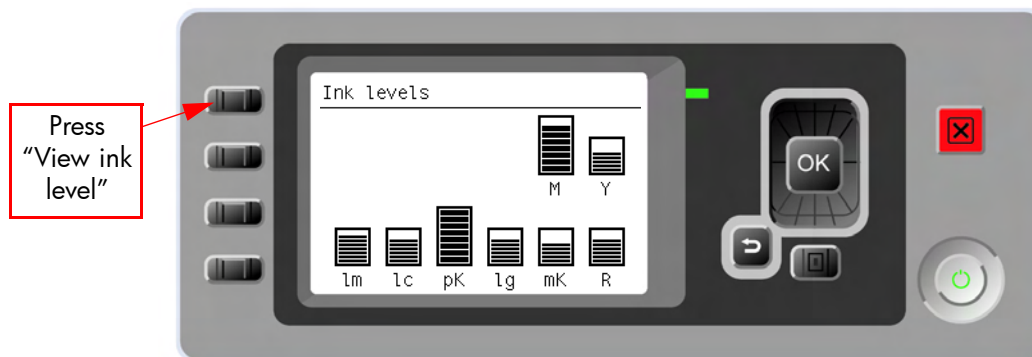 Ink levels
Press
“View ink
level”
M Y
OK
lm lc pK lg mK R